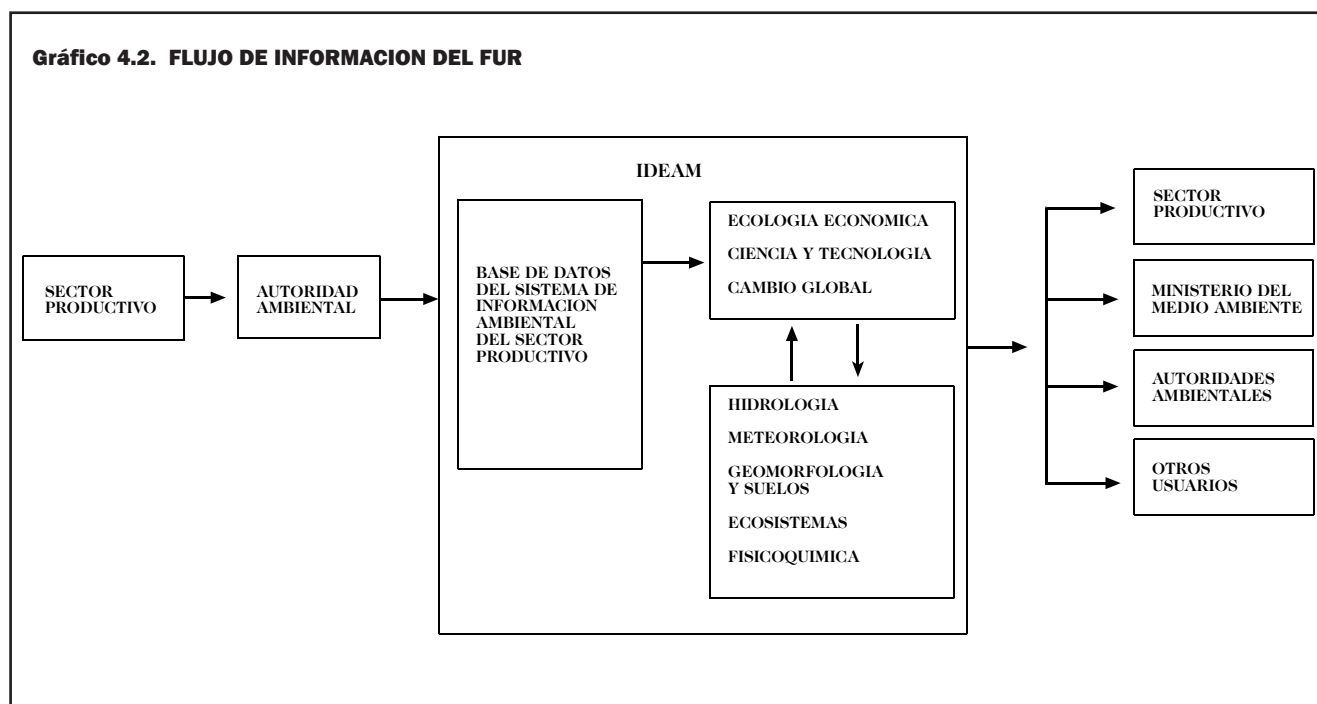 Gráfico 4.2. FLUJO DE INFORMACION DEL FUR
SECTOR
PRODUCTIVO
AUTORIDAD
AMBIENTAL
IDEAM
BASE DE DATOS
DEL SISTEMA DE
INFORMACION
AMBIENTAL
DEL SECTOR
PRODUCTIVO
ECOLOGIA ECONOMICA
CIENCIA Y TECNOLOGIA
CAMBIO GLOBAL
HIDROLOGIA
METEOROLOGIA
GEOMORFOLOGIA
Y SUELOS
ECOSISTEMAS
FISICOQUIMICA
SECTOR
PRODUCTIVO
MINISTERIO DEL
MEDIO AMBIENTE
AUTORIDADES
AMBIENTALES
OTROS
USUARIOS